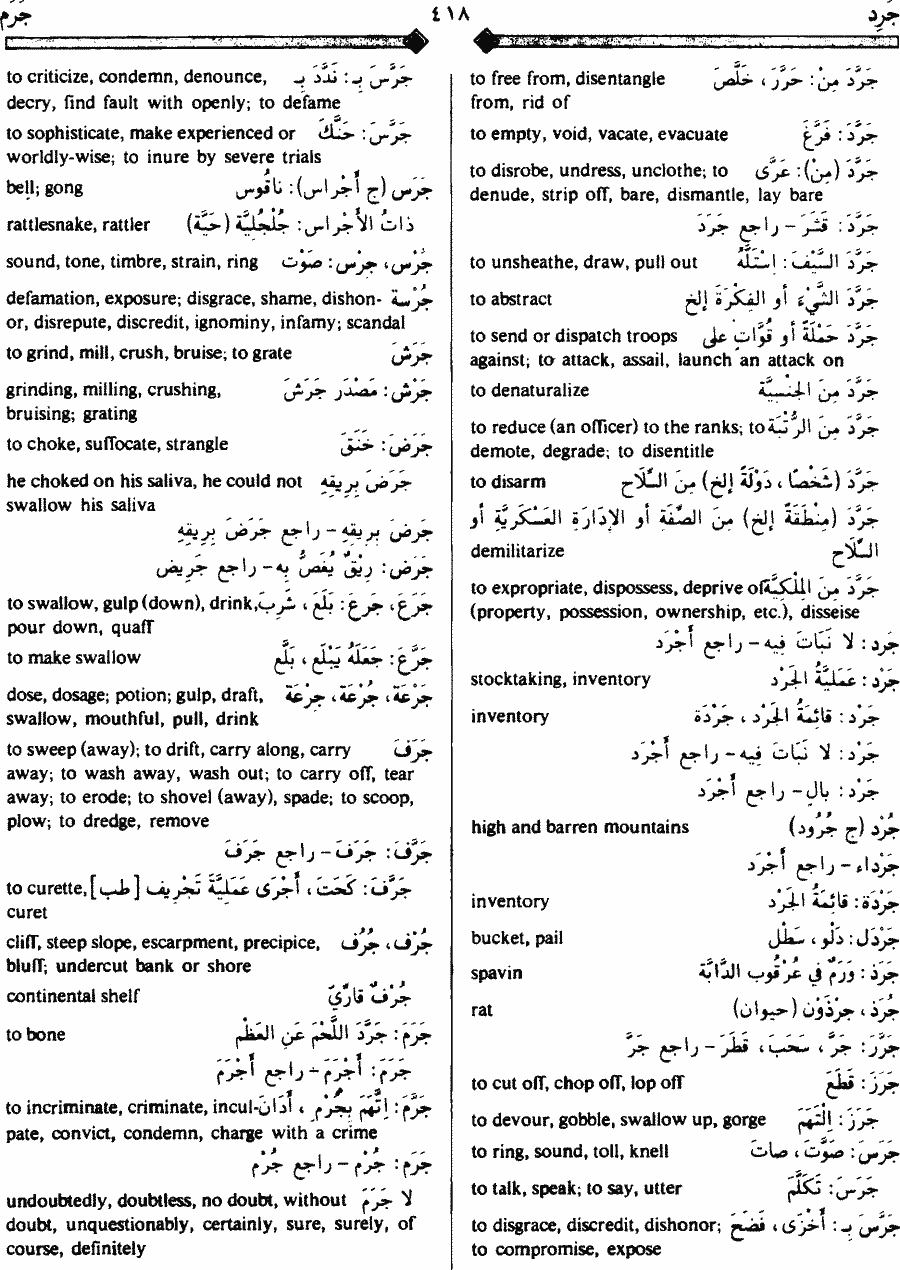 جَرَّدَ ٤١٨ جَرَّمَ
to free from, disentangle جَرَّدَ مِنْ : حَرَّرَ ، خَلَّصَ
from, rid of
to empty, void, vacate, evacuate جَرَّدَ : فَرَّغَ
to disrobe, undress, unclothe; to جَرَّدَ (مِنْ) : عَرَّى
denude, strip off, bare, dismantle, lay bare
جَرَّدَ : قَشَرَ - راجع جَرَدَ
to unsheathe, draw, pull out جَرَّدَ السَّيْفَ : اِسْتَلَّهُ
to abstract جَرَّدَ الشَّيْءَ أو الفِكْرَةَ إلخ
to send or dispatch troops جَرَّدَ حَمْلَةً أو قُوَّاتٍ على
against; to attack, assail, launch an attack on
to denaturalize جَرَّدَ مِنَ الجِنْسِيَّة
to reduce (an officer) to the ranks; to جَرَّدَ مِنَ الرُّتْبَة
demote, degrade; to disentitle
to disarm جَرَّدَ (شَخْصًا ، دَوْلَةً إلخ) مِنَ السِّلَاح
جَرَّدَ (مِنْطَقَةً إلخ) مِنَ الصِّفَةِ أو الإدَارَةِ العَسْكَرِيَّةِ أو
demilitarize السِّلَاح
to expropriate, dispossess, deprive of جَرَّدَ مِنَ المِلْكِيَّة
(property, possession, ownership, etc.), disseise
جَرِد : لا نَبَاتَ فيه - راجع أَجْرَد
stocktaking, inventory جَرْد : عَمَلِيَّةُ الجَرْد
inventory جَرْد : قائِمَةُ الجَرْد ، جَرْدَة
جَرْد : لا نَبَاتَ فيه - راجع أَجْرَد
جَرْد : بالٍ - راجع أَجْرَد
high and barren mountains جُرْد (ج جُرُود)
جَرْداء - راجع أَجْرَد
inventory جَرْدَة : قائِمَةُ الجَرْد
bucket, pail جَرْدَل : دَلْو ، سَطْل
spavin جَرَذ : وَرَمٌ في عُرْقُوبِ الدَّابَّة
rat جُرَذ ، جِرْذَوْن (حيوان)
جَرَّرَ : جَرَّ ، سَحَبَ ، قَطَرَ - راجع جَرَّ
to cut off, chop off, lop off جَرَزَ : قَطَعَ
to devour, gobble, swallow up, gorge جَرَزَ : اِلْتَهَمَ
to ring, sound, toll, knell جَرَسَ : صَوَّتَ ، صاتَ
to talk, speak; to say, utter جَرَسَ : تَكَلَّمَ
to disgrace, discredit, dishonor; جَرَّسَ بِـ : أَخْزَى ، فَضَحَ
to compromise, expose
to criticize, condemn, denounce, جَرَّسَ بِـ : نَدَّدَ بِـ
decry, find fault with openly; to defame
to sophisticate, make experienced or جَرَّسَ : حَنَّكَ
worldly-wise; to inure by severe trials
bell; gong جَرَس (ج أَجْراس) : ناقُوس
rattlesnake, rattler ذاتُ الأَجْراس : جُلْجُلِيَّة (حَيَّة)
sound, tone, timbre, strain, ring جَرْس ، جِرْس : صَوْت
defamation, exposure; disgrace, shame, dishon- جُرْسَة
or, disrepute, discredit, ignominy, infamy; scandal
to grind, mill, crush, bruise; to grate جَرَشَ
grinding, milling, crushing, جَرْش : مَصْدَر جَرَشَ
bruising; grating
to choke, suffocate, strangle جَرَضَ : خَنَقَ
he choked on his saliva, he could not جَرِضَ بِرِيقِهِ
swallow his saliva
جَرَضَ بِرِيقِهِ - راجع جَرِضَ بِرِيقِهِ
جَرَض : رِيْقٌ يُغَصُّ بِه - راجع جَرِيض
to swallow, gulp (down), drink, جَرَعَ ، جَرِعَ : بَلَعَ ، شَرِبَ
pour down, quaff
to make swallow جَرَّعَ : جَعَلَهُ يَبْلَع ، بَلَّعَ
dose, dosage; potion; gulp, draft, جَرْعَة ، جُرْعَة ، جِرْعَة
swallow, mouthful, pull, drink
to sweep (away); to drift, carry along, carry جَرَفَ
away; to wash away, wash out; to carry off, tear
away; to erode; to shovel (away), spade; to scoop,
plow; to dredge, remove
جَرَّفَ : جَرَفَ - راجع جَرَفَ
to curette, جَرَّفَ : كَحَتَ ، أَجْرَى عَمَلِيَّةَ تَجْرِيف [طب]
curet
cliff, steep slope, escarpment, precipice, جُرْف ، جُرُف
bluff; undercut bank or shore
continental shelf جُرْفٌ قارِّيّ
to bone جَرَمَ : جَرَّدَ اللَّحْمَ عَنِ العَظْم
جَرَمَ : أَجْرَمَ - راجع أَجْرَمَ
to incriminate, criminate, incul- جَرَّمَ : اِتَّهَمَ بِجُرْم ، أَدَانَ
pate, convict, condemn, charge with a crime
جَرَم : جُرْم - راجع جُرْم
undoubtedly, doubtless, no doubt, without لا جَرَمَ
doubt, unquestionably, certainly, sure, surely, of
course, definitely